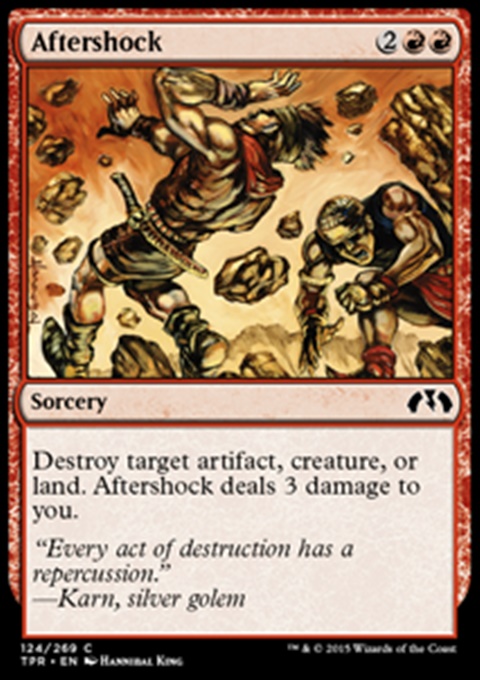 Aftershock 2
Sorcery
Destroy target artifact, creature, or
land. Aftershock deals 3 damage to
you.
“Every act of destruction has a
repercussion.”
—Karn, silver golem
124/269 C
TPR • EN Hannibal King
™ & © 2015 Wizards of the Coast